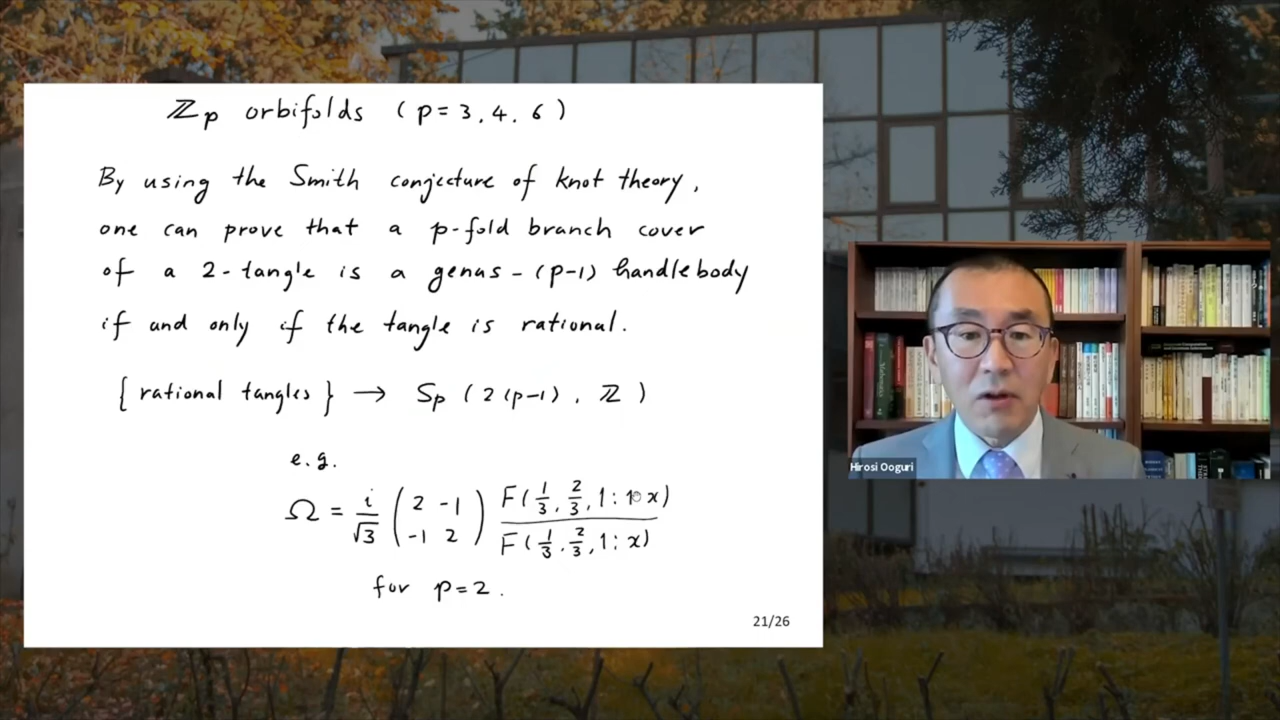 ℤp orbifolds (p=3,4,6)
By using the Smith conjecture of knot theory,
one can prove that a p-fold branch cover
of a 2-tangle is a genus-(p-1) handlebody
if and only if the tangle is rational.
{rational tangles} → Sp (2(p-1), ℤ)
e.g.
Ω = i/√3 (2 -1 / -1 2) F(1/3, 2/3, 1: 1-x) / F(1/3, 2/3, 1: x)
for p=2.
21/26
Hirosi Ooguri